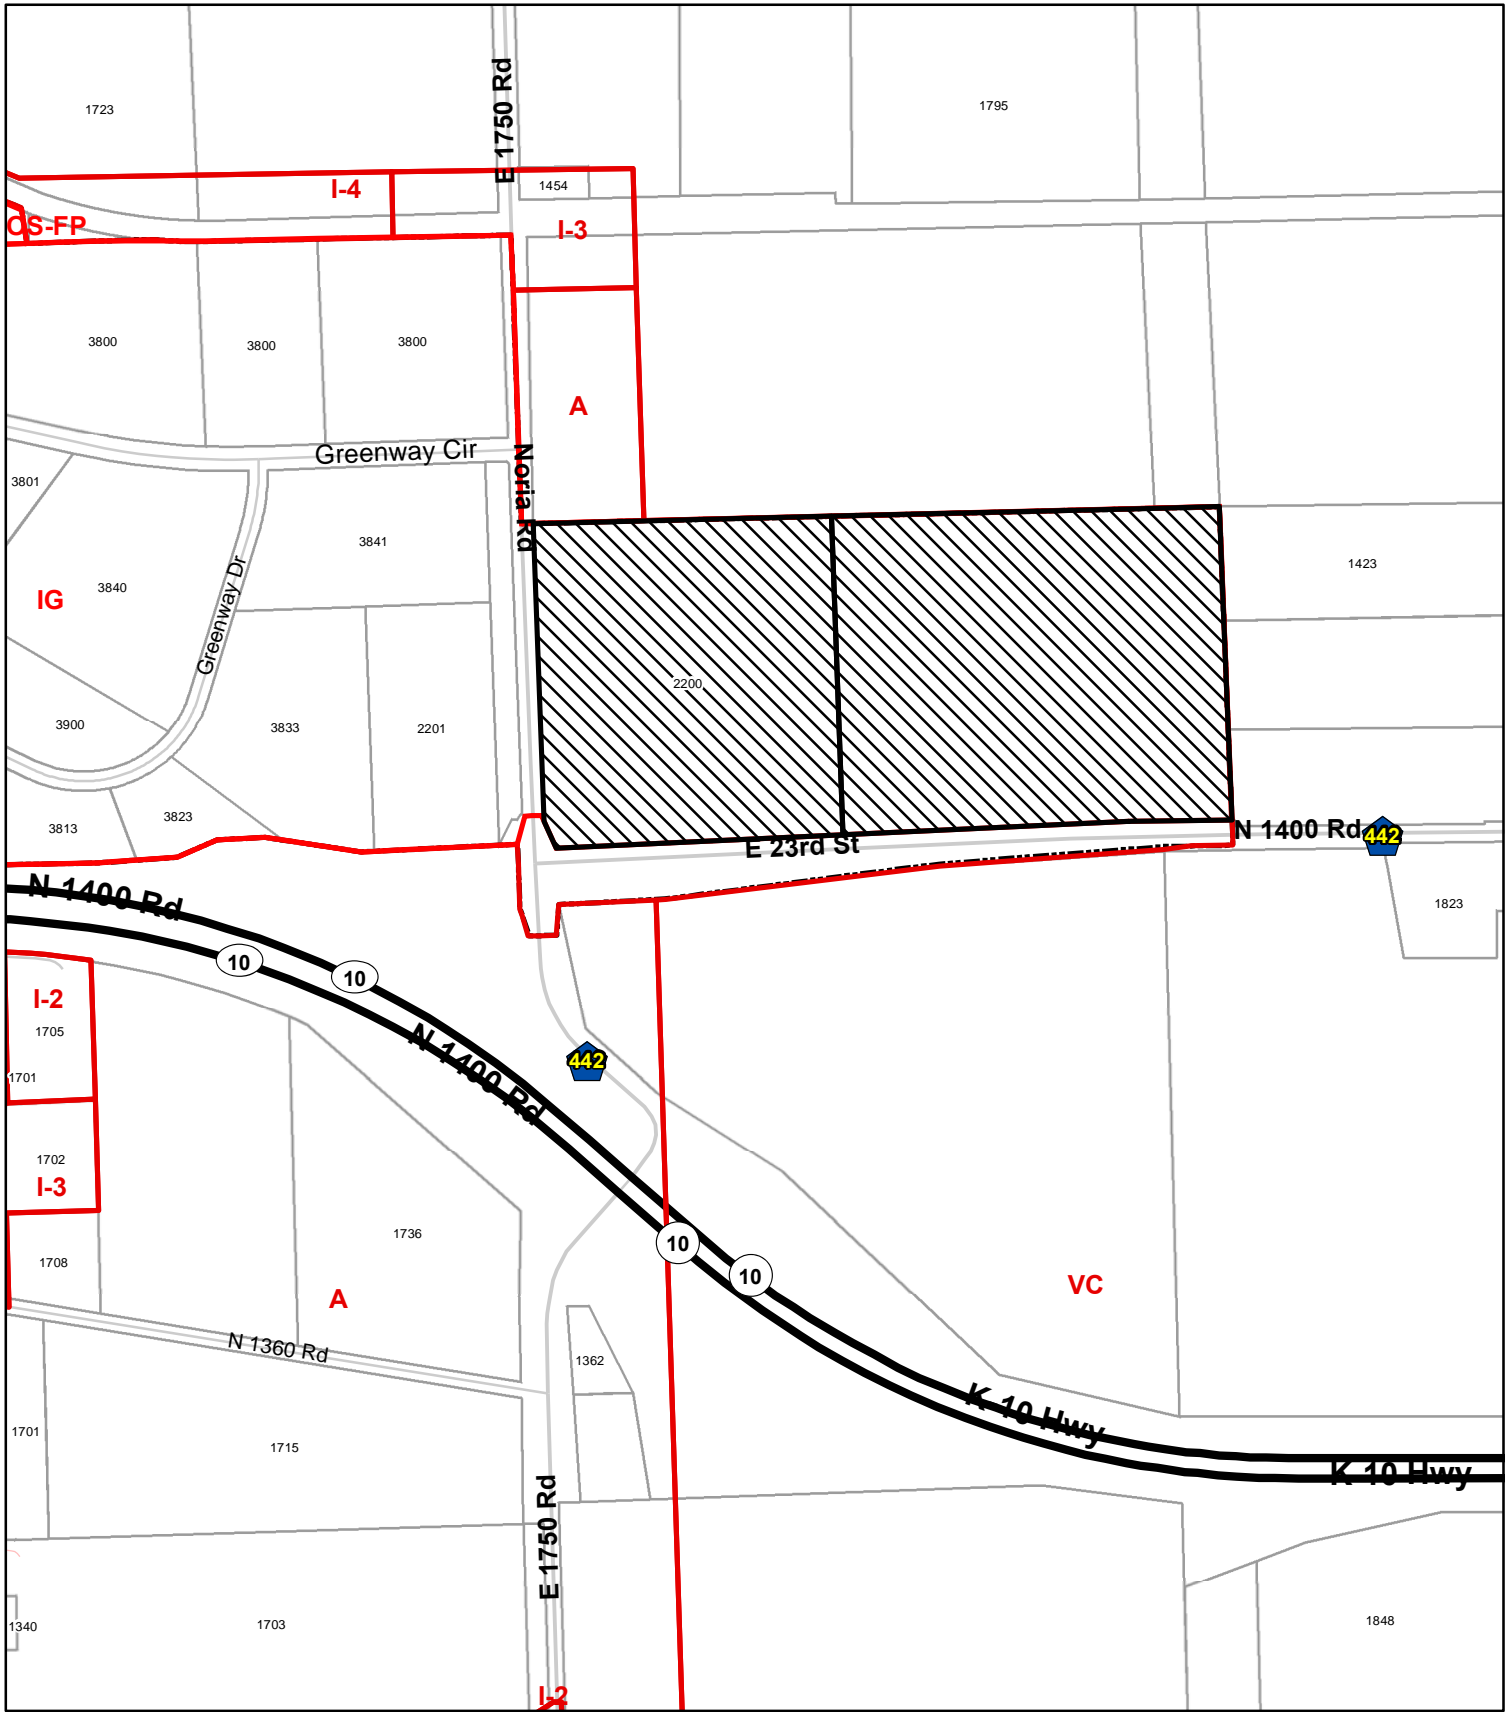 E 1750 Rd
1723
1795
I-4
1454
OS-FP
I-3
3800
3800
3800
A
Greenway Cir
Noria Rd
3801
3841
1423
IG
3840
Greenway Dr
2200
3900
3833
2201
3823
3813
E 23rd St
N 1400 Rd
442
N 1400 Rd
1823
10
10
I-2
1705
N 1400 Rd
442
1701
1702
I-3
1736
10
1708
10
VC
A
N 1360 Rd
1362
K 10 Hwy
1701
1715
K 10 Hwy
E 1750 Rd
1340
1703
1848
I-2